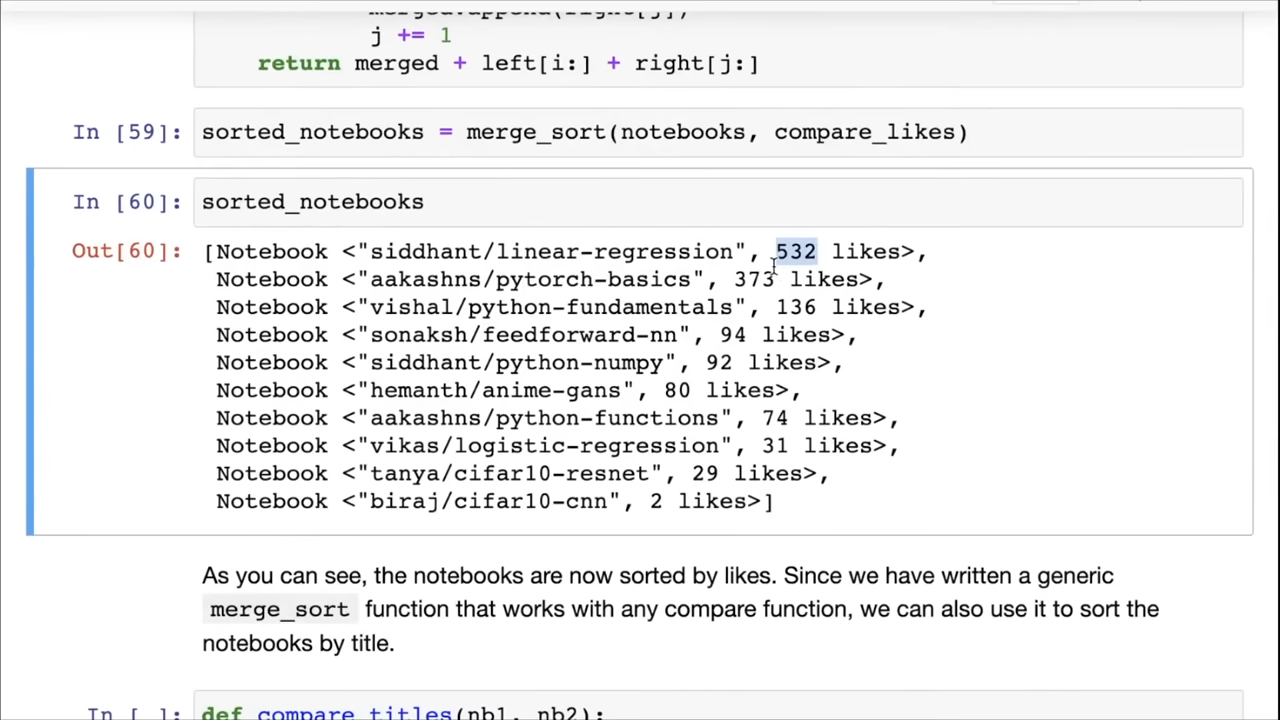 merged.append(right[j])
j += 1
return merged + left[i:] + right[j:]
In [59]: sorted_notebooks = merge_sort(notebooks, compare_likes)
In [60]: sorted_notebooks
Out[60]: [Notebook <"siddhant/linear-regression", 532 likes>,
Notebook <"aakashns/pytorch-basics", 373 likes>,
Notebook <"vishal/python-fundamentals", 136 likes>,
Notebook <"sonaksh/feedforward-nn", 94 likes>,
Notebook <"siddhant/python-numpy", 92 likes>,
Notebook <"hemanth/anime-gans", 80 likes>,
Notebook <"aakashns/python-functions", 74 likes>,
Notebook <"vikas/logistic-regression", 31 likes>,
Notebook <"tanya/cifar10-resnet", 29 likes>,
Notebook <"biraj/cifar10-cnn", 2 likes>]
As you can see, the notebooks are now sorted by likes. Since we have written a generic
merge_sort function that works with any compare function, we can also use it to sort the
notebooks by title.
In [ ]: def compare_titles(nb1, nb2):